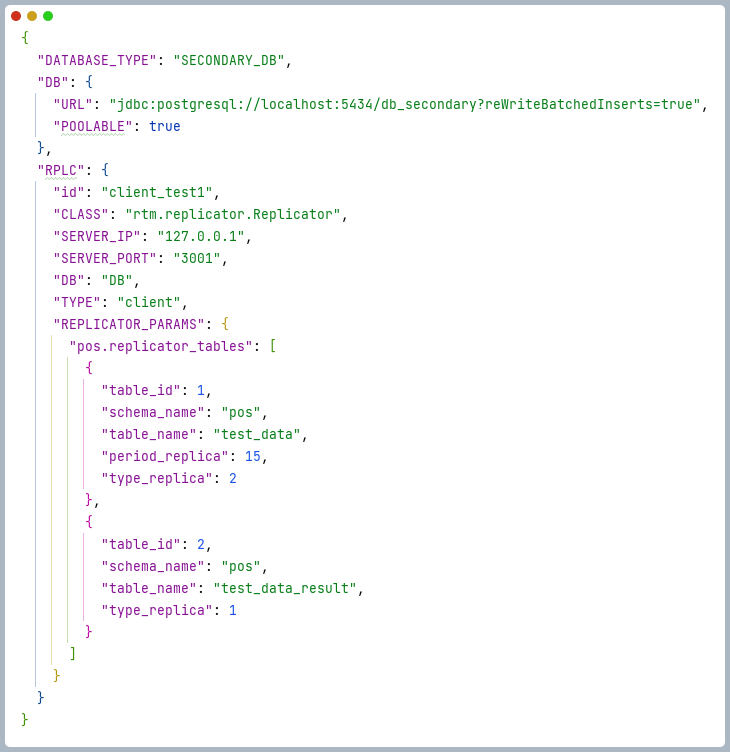 {
  "DATABASE_TYPE": "SECONDARY_DB",
  "DB": {
    "URL": "jdbc:postgresql://localhost:5434/db_secondary?reWriteBatchedInserts=true",
    "POOLABLE": true
  },
  "RPLC": {
    "id": "client_test1",
    "CLASS": "rtm.replicator.Replicator",
    "SERVER_IP": "127.0.0.1",
    "SERVER_PORT": "3001",
    "DB": "DB",
    "TYPE": "client",
    "REPLICATOR_PARAMS": {
      "pos.replicator_tables": [
        {
          "table_id": 1,
          "schema_name": "pos",
          "table_name": "test_data",
          "period_replica": 15,
          "type_replica": 2
        },
        {
          "table_id": 2,
          "schema_name": "pos",
          "table_name": "test_data_result",
          "type_replica": 1
        }
      ]
    }
  }
}